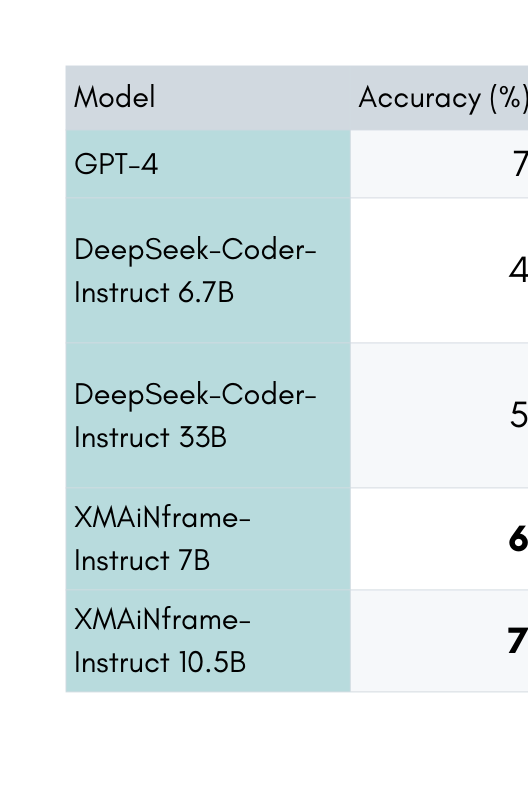 Model Accuracy (%)
GPT-4 7
DeepSeek-Coder-
Instruct 6.7B 4
DeepSeek-Coder-
Instruct 33B 5
XMAiNframe-
Instruct 7B 6
XMAiNframe-
Instruct 10.5B 7